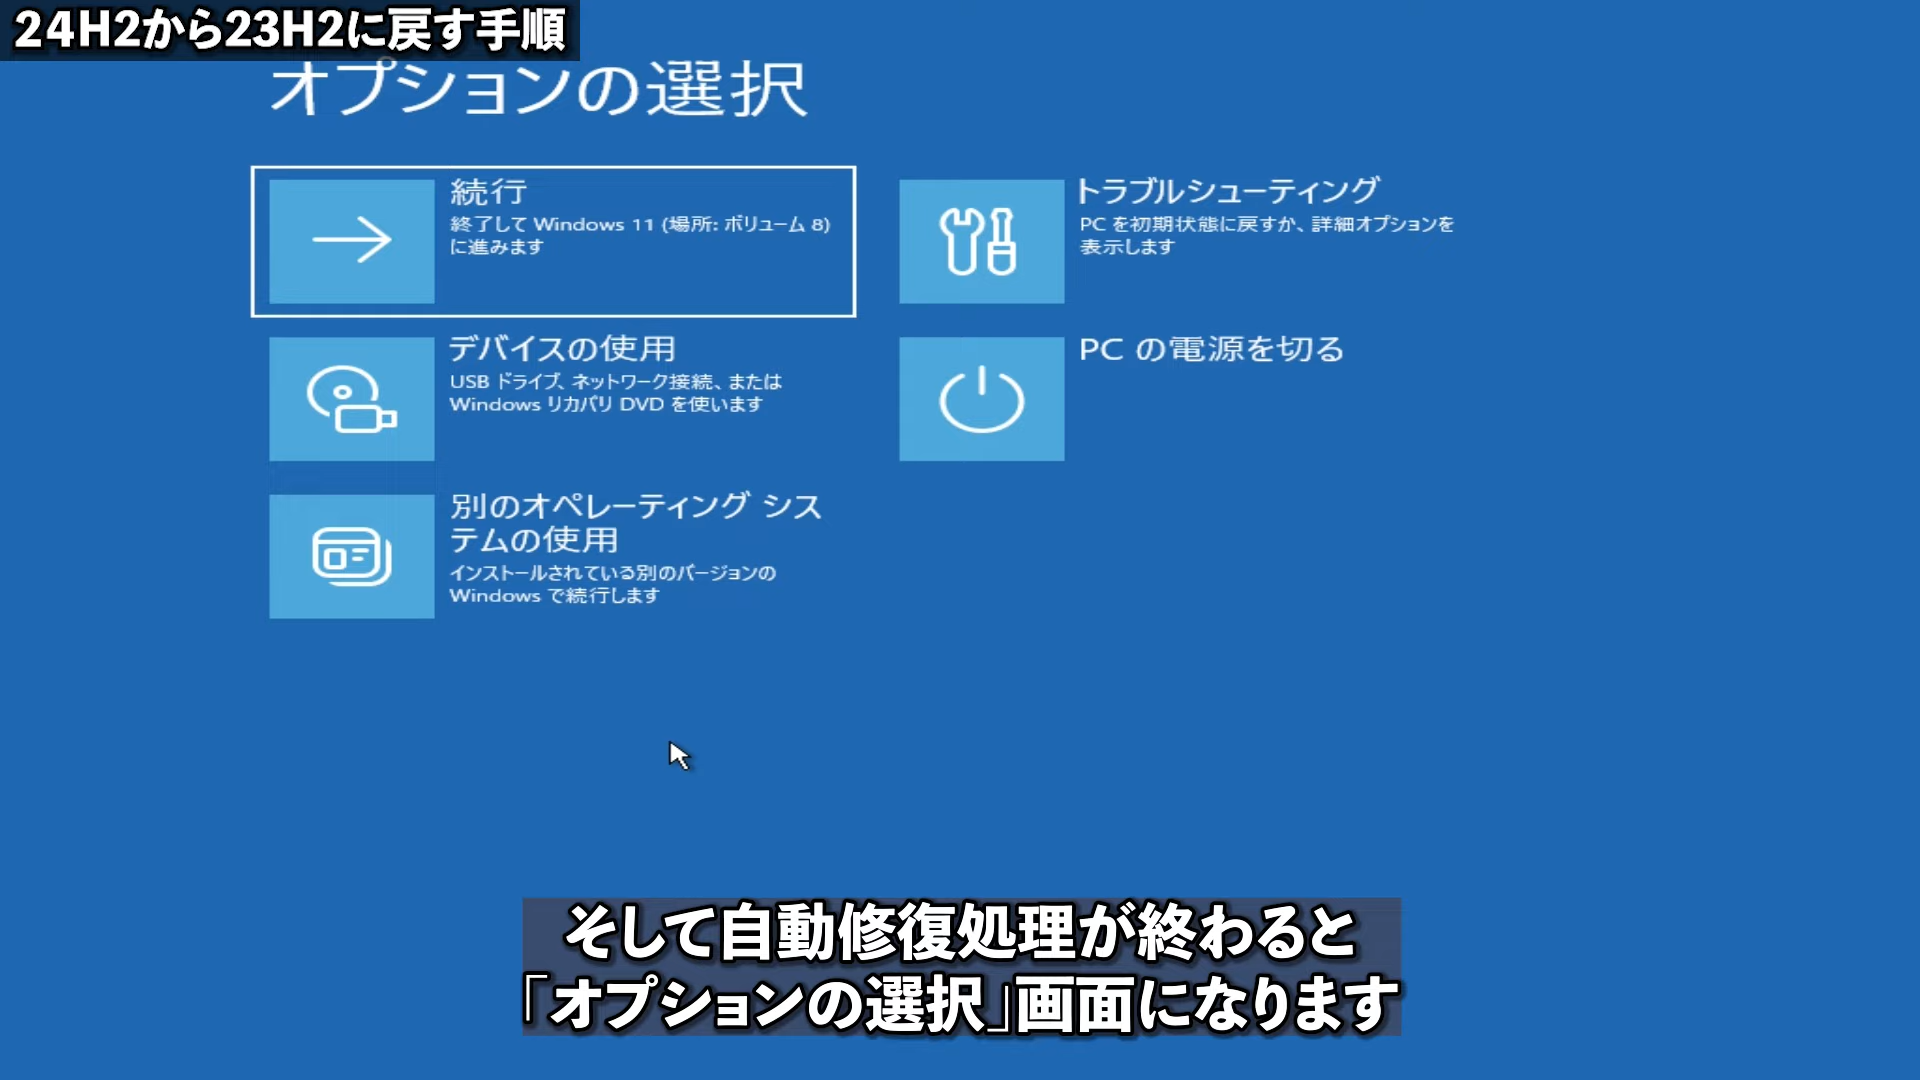 24H2から23H2に戻す手順
オプションの選択
続行
終了して Windows 11 (場所: ボリューム 8)
に進みます
トラブルシューティング
PC を初期状態に戻すか、詳細オプションを
表示します
デバイスの使用
USB ドライブ、ネットワーク接続、または
Windows リカバリ DVD を使います
PC の電源を切る
別のオペレーティング シス
テムの使用
インストールされている別のバージョンの
Windows で続行します
そして自動修復処理が終わると
「オプションの選択」画面になります